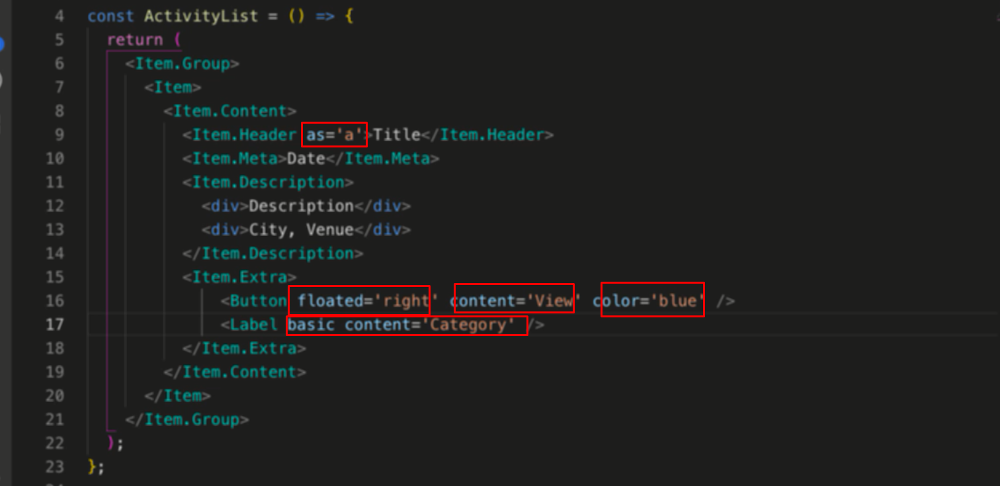 4 const ActivityList = () => {
5 return (
6 <Item.Group>
7 <Item>
8 <Item.Content>
9 <Item.Header as='a'>Title</Item.Header>
10 <Item.Meta>Date</Item.Meta>
11 <Item.Description>
12 <div>Description</div>
13 <div>City, Venue</div>
14 </Item.Description>
15 <Item.Extra>
16 <Button floated='right' content='View' color='blue' />
17 <Label basic content='Category' />
18 </Item.Extra>
19 </Item.Content>
20 </Item>
21 </Item.Group>
22 );
23 };